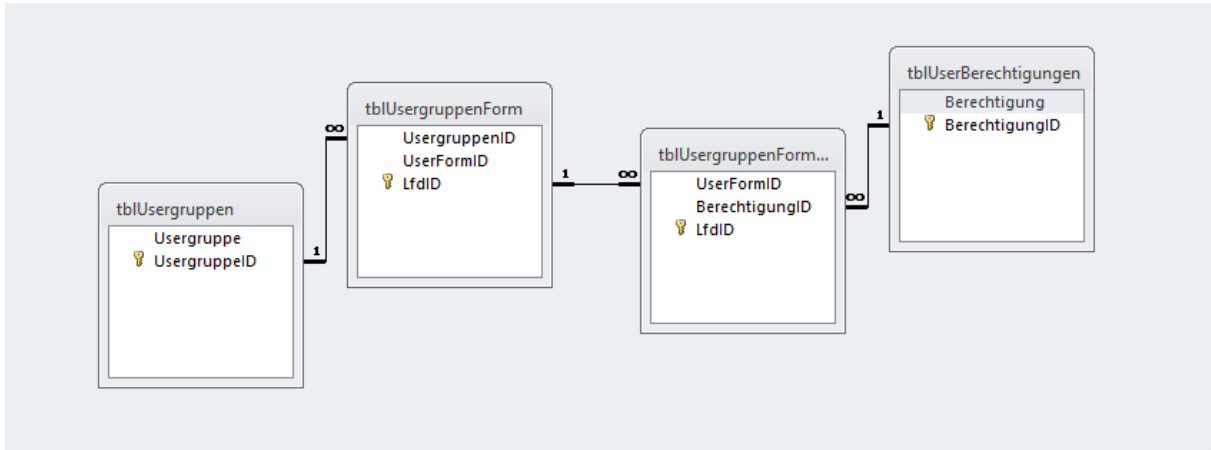 tblUsergruppen
Usergruppe
UsergruppeID
1
∞
tblUsergruppenForm
UsergruppenID
UserFormID
LfdID
1
∞
tblUsergruppenForm...
UserFormID
BerechtigungID
LfdID
∞
1
tblUserBerechtigungen
Berechtigung
BerechtigungID